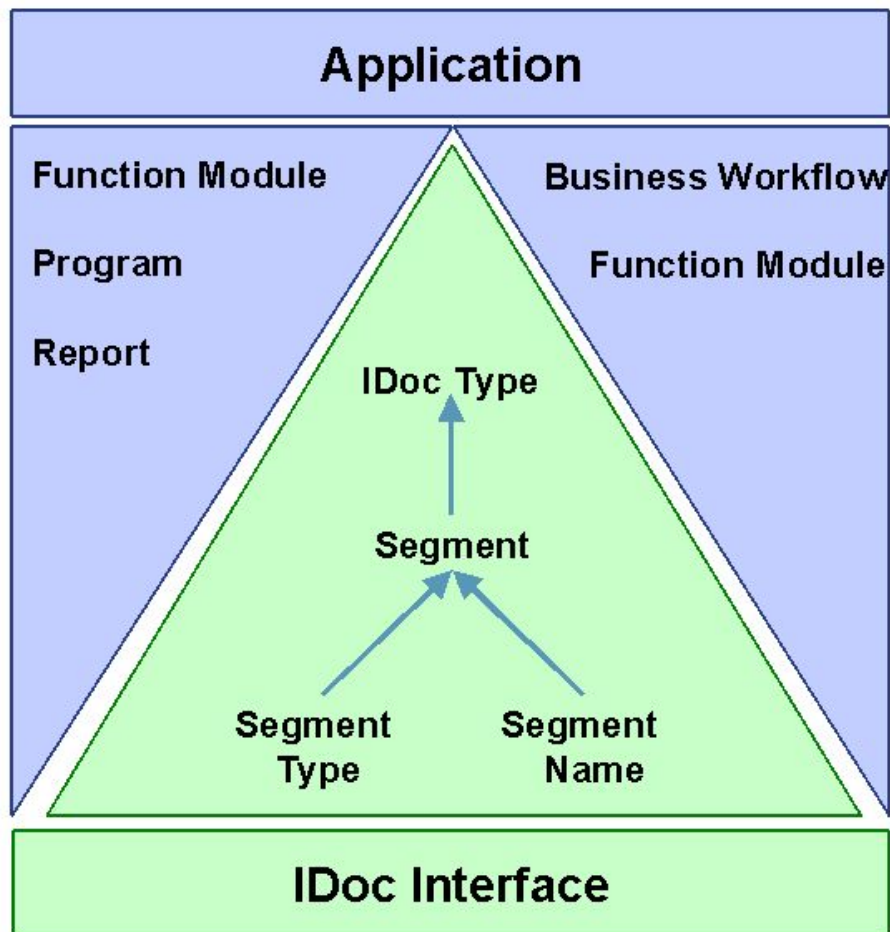 Application
Function Module
Program
Report
Business Workflow
Function Module
IDoc Type
Segment
Segment
Type
Segment
Name
IDoc Interface